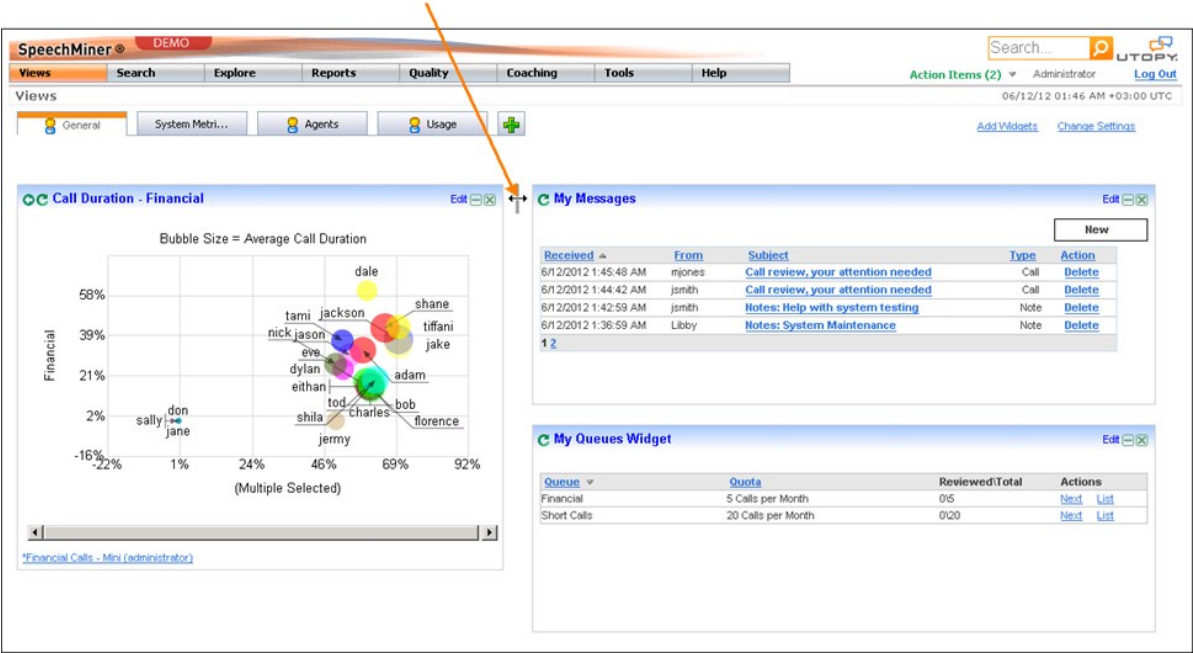 SpeechMiner ® DEMO Search... UTOPY
Views Search Explore Reports Quality Coaching Tools Help Action Items (2) Administrator Log Out
Views 06/12/12 01:46 AM +03:00 UTC
General System Metri... Agents Usage Add Widgets Change Settings
Call Duration - Financial Edit
Bubble Size = Average Call Duration
Financial
58%
39%
21%
2%
-16%
dale
shane
jackson
tami
tiffani
nick
jason
jake
eve
dylan
adam
eithan
tod
bob
charles
shila
florence
don
sally
jane
jermy
-22% 1% 24% 46% 69% 92%
(Multiple Selected)
*Financial Calls - Mini (administrator)
My Messages Edit
New
Received From Subject Type Action
6/12/2012 1:45:48 AM mjones Call review, your attention needed Call Delete
6/12/2012 1:44:42 AM jsmith Call review, your attention needed Call Delete
6/12/2012 1:42:59 AM jsmith Notes: Help with system testing Note Delete
6/12/2012 1:36:59 AM Libby Notes: System Maintenance Note Delete
1 2
My Queues Widget Edit
Queue Quota Reviewed\Total Actions
Financial 5 Calls per Month 0\5 Next List
Short Calls 20 Calls per Month 0\20 Next List